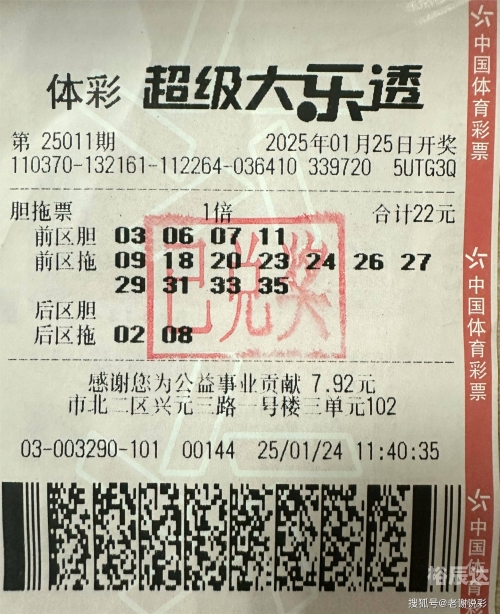 体彩 超级大乐透
第 25011期 2025年01月25日开奖
110370-132161-112264-036410 339720 5UTG3Q
胆拖票 1倍 合计22元
前区胆 03 06 07 11
前区拖 09 18 20 23 24 26 27
29 31 33 35
后区胆
后区拖 02 08
已兑奖
感谢您为公益事业贡献 7.92元
市北二区兴元三路一号楼三单元102
03-003290-101 00144 25/01/24 11:40:35
中国体育彩票
中国体育彩票
中国体育
裕辰达
搜狐号@老谢说彩